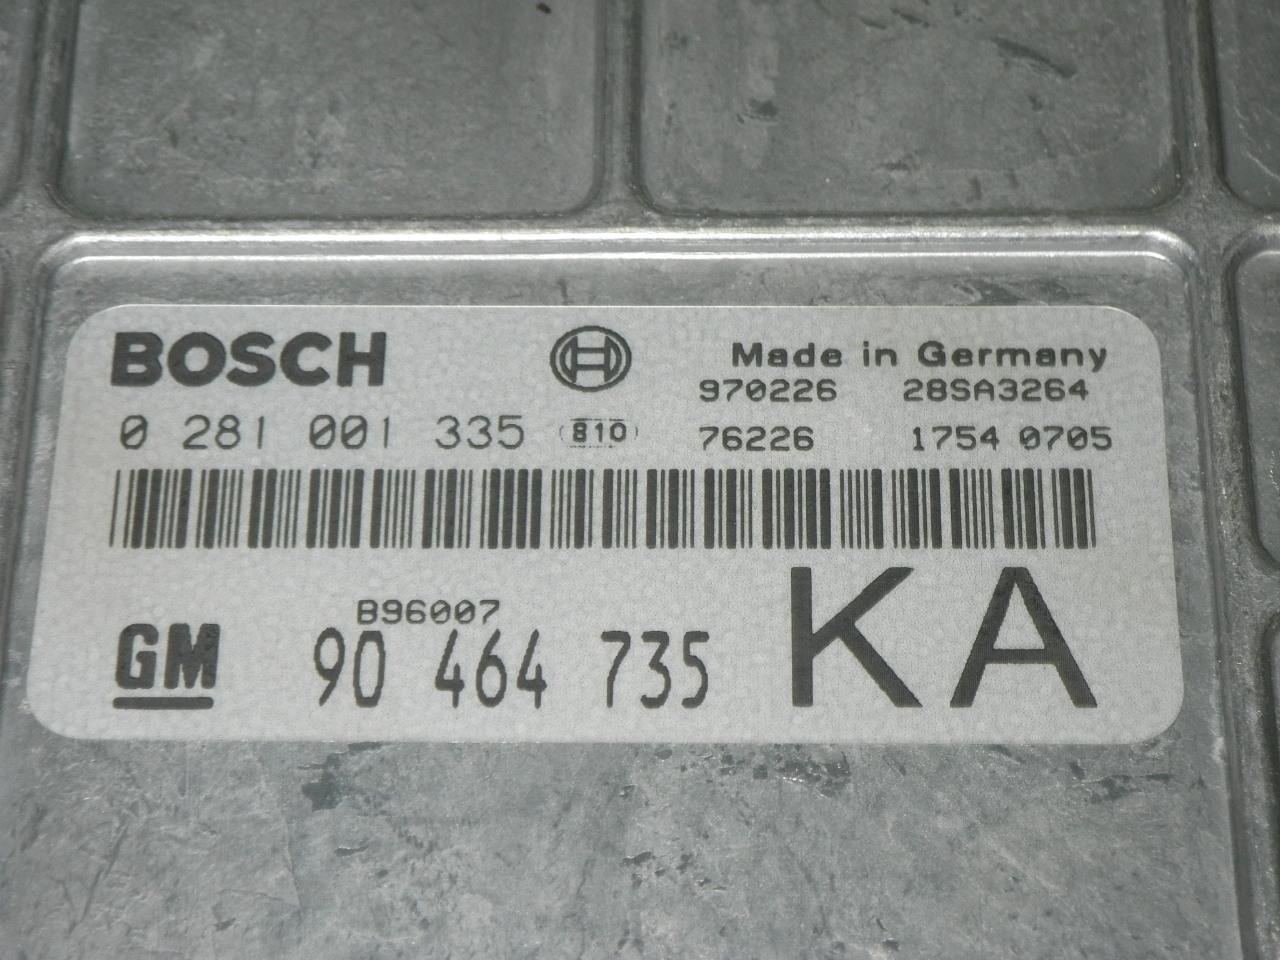 BOSCH Made in Germany
970226 28SA3264
0 281 001 335 (810) 76226 1754 0705
B96007
GM 90 464 735 KA